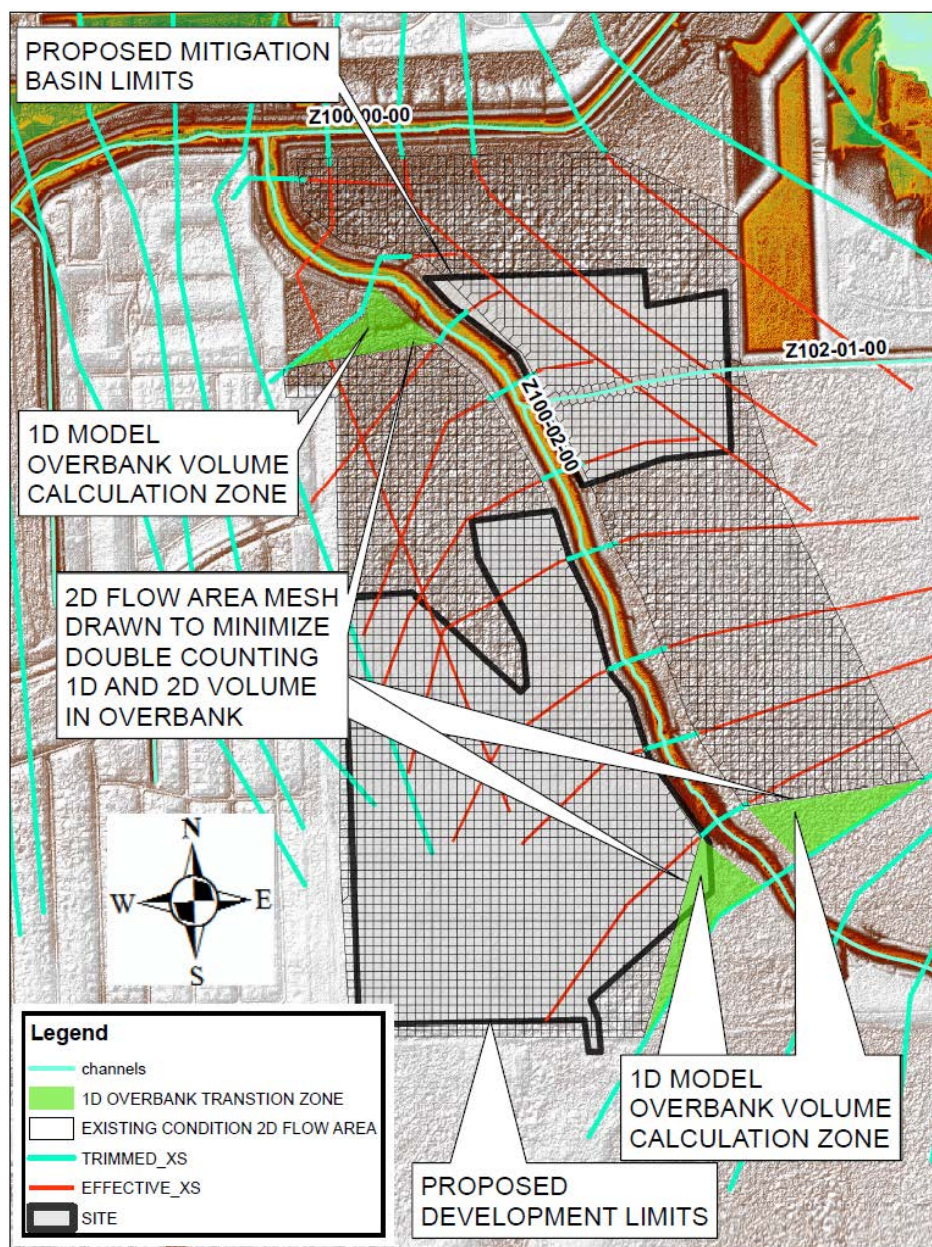 PROPOSED MITIGATION
BASIN LIMITS
Z100-00-00
Z102-01-00
Z100-02-00
1D MODEL
OVERBANK VOLUME
CALCULATION ZONE
2D FLOW AREA MESH
DRAWN TO MINIMIZE
DOUBLE COUNTING
1D AND 2D VOLUME
IN OVERBANK
N
W
E
S
Legend
channels
1D OVERBANK TRANSTION ZONE
EXISTING CONDITION 2D FLOW AREA
TRIMMED_XS
EFFECTIVE_XS
SITE
1D MODEL
OVERBANK VOLUME
CALCULATION ZONE
PROPOSED
DEVELOPMENT LIMITS